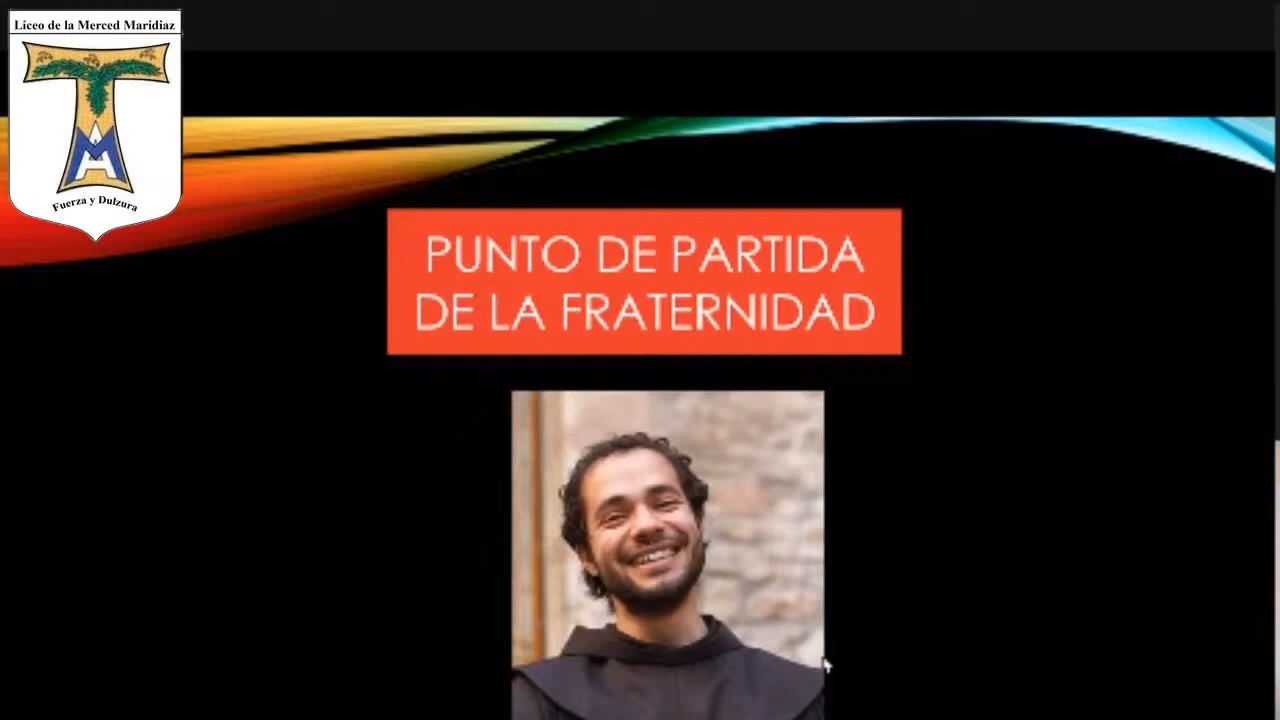 Liceo de la Merced Maridiaz
Fuerza y Dulzura
PUNTO DE PARTIDA
DE LA FRATERNIDAD